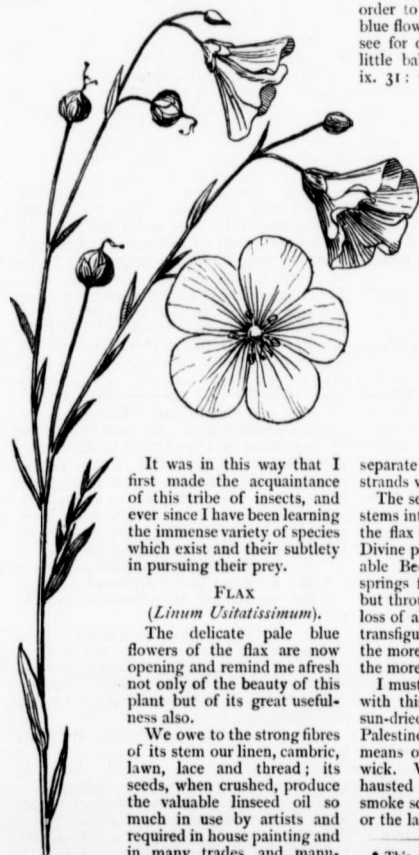 It was in this way that I
first made the acquaintance
of this tribe of insects, and
ever since I have been learning
the immense variety of species
which exist and their subtlety
in pursuing their prey.
FLAX
(Linum Usitatissimum).
The delicate pale blue
flowers of the flax are now
opening and remind me afresh
not only of the beauty of this
plant but of its great useful-
ness also.
We owe to the strong fibres
of its stem our linen, cambric,
lawn, lace and thread; its
seeds, when crushed, produce
the valuable linseed oil so
much in use by artists and
required in house painting and
in many trades and manu-
order to
blue flow
see for
little ba
ix. 31:
separate
strands
The se
stems int
the flax
Divine p
able Be
springs
but throu
loss of a
transfigu
the more
the more
I must
with thi
sun-dried
Palestine
means o
wick.
hausted
smoke so
or the la